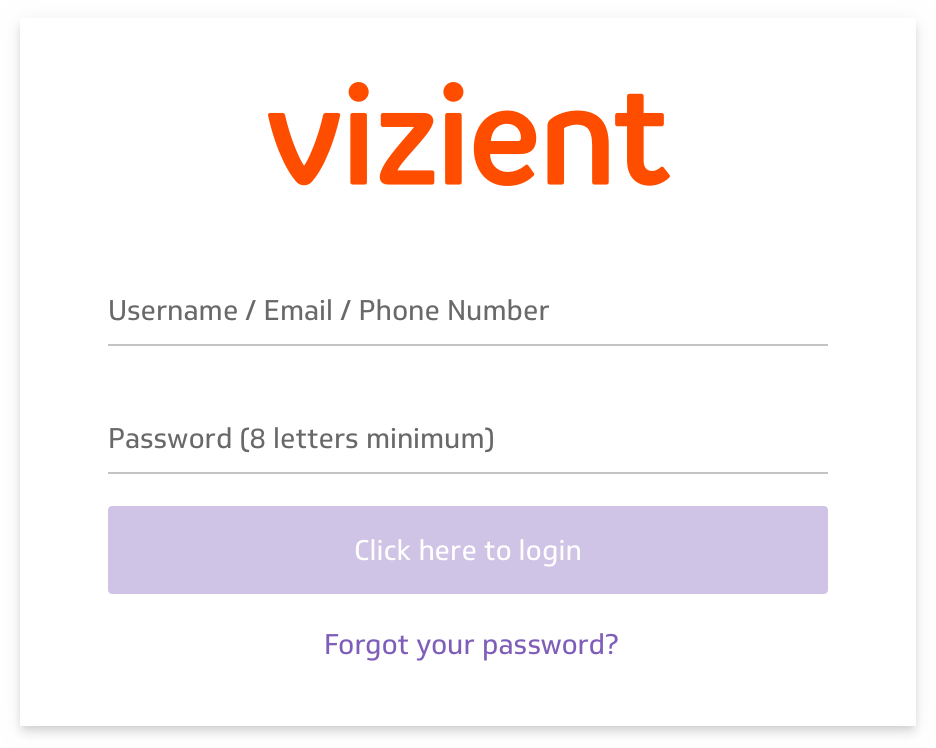 vizient
Username / Email / Phone Number
Password (8 letters minimum)
Click here to login
Forgot your password?